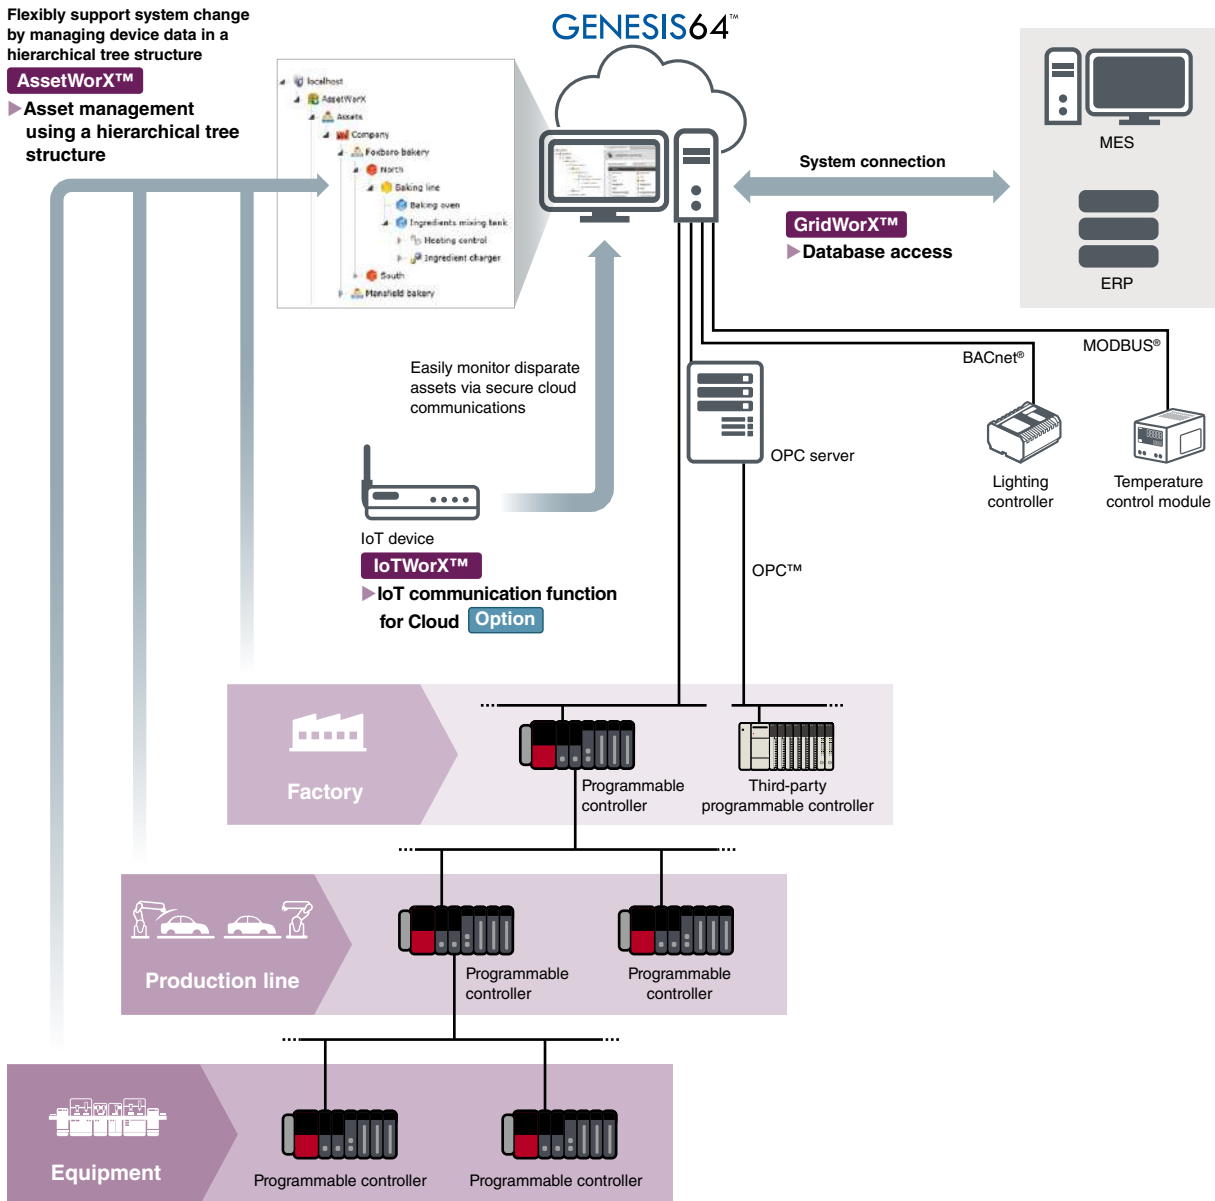 Flexibly support system change
by managing device data in a
hierarchical tree structure
AssetWorX™
Asset management
using a hierarchical tree
structure
GENESIS64™
localhost
AssetWorX
Assets
Company
Foxboro bakery
North
Baking line
Baking oven
Ingredients mixing tank
Heating control
Ingredient charger
South
Mansfield bakery
System connection
GridWorX™
Database access
MES
ERP
Easily monitor disparate
assets via secure cloud
communications
IoT device
IoTWorX™
IoT communication function
for Cloud Option
OPC server
OPC™
BACnet®
MODBUS®
Lighting
controller
Temperature
control module
Factory
Programmable
controller
Third-party
programmable controller
Production line
Programmable
controller
Programmable
controller
Equipment
Programmable controller
Programmable controller